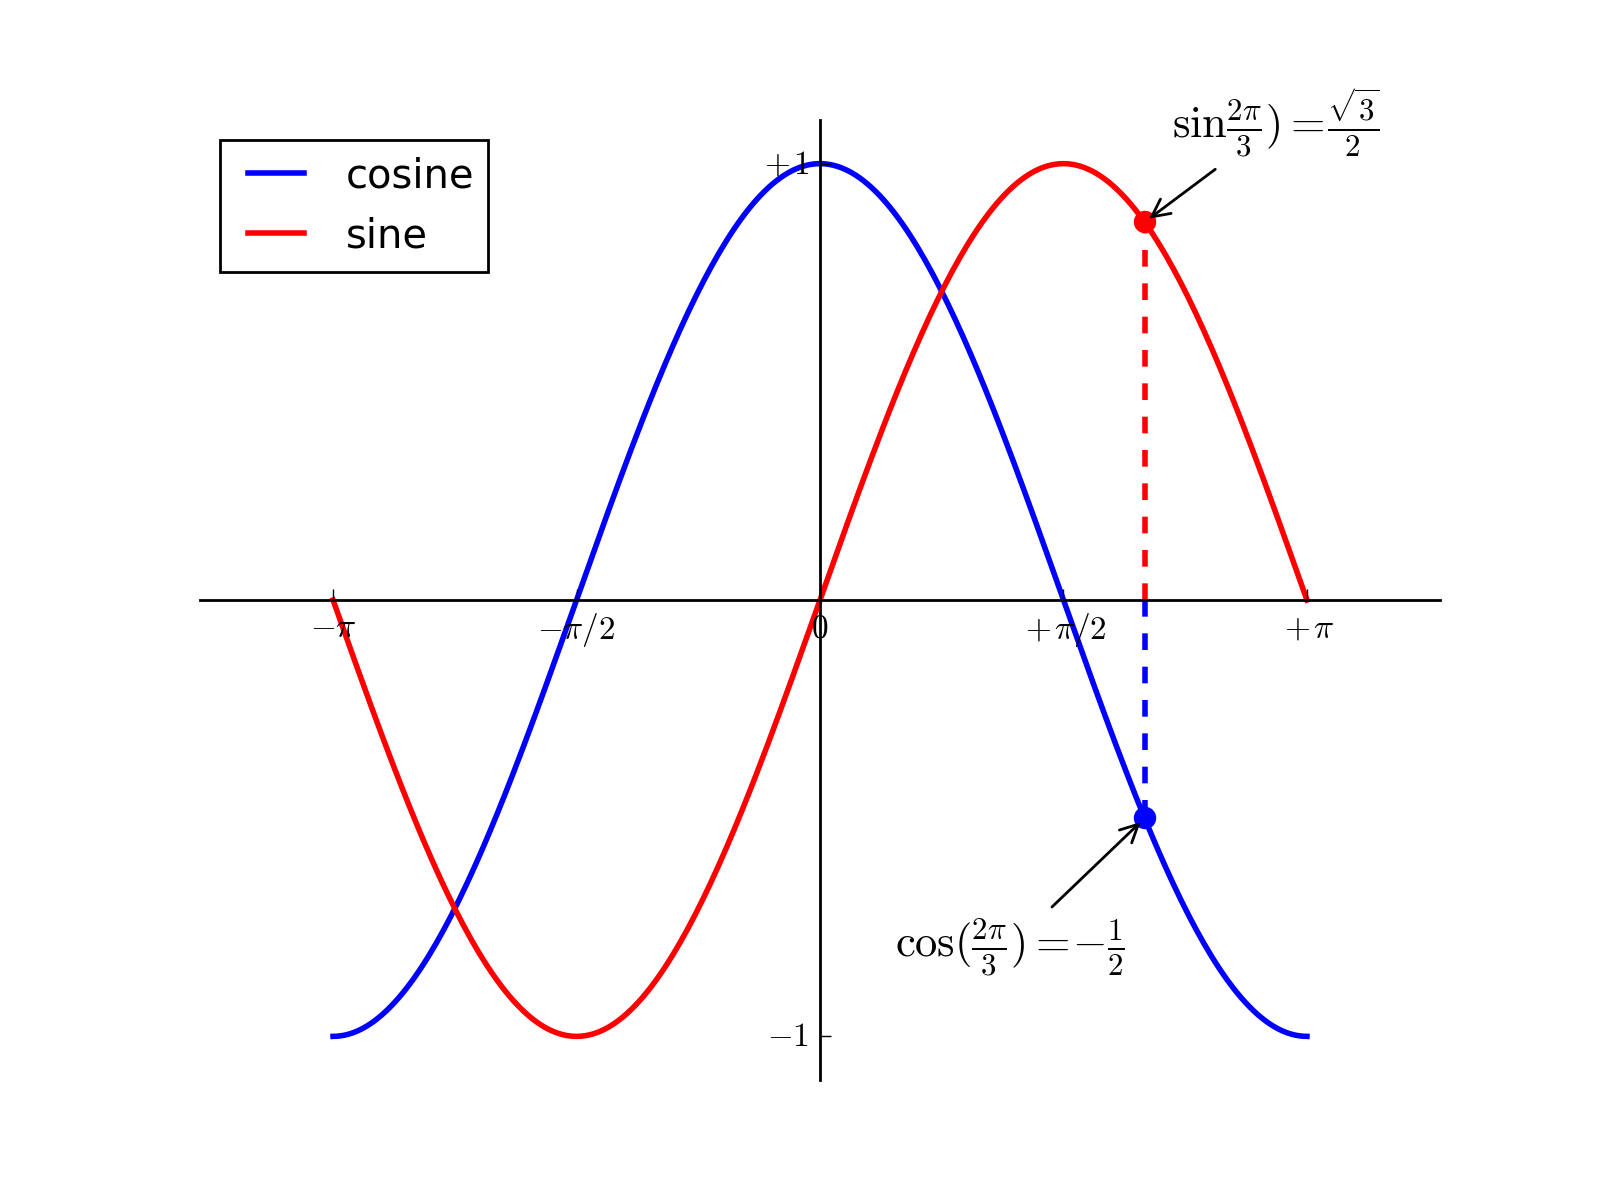 sin2π/3) = √3/2
cosine
sine
+1
−π
−π/2
0
+π/2
+π
cos(2π/3) = −1/2
−1